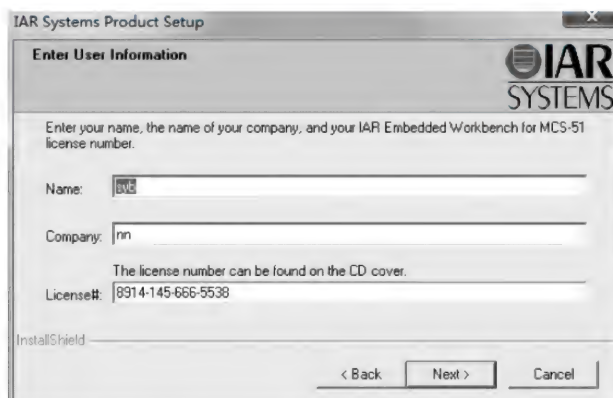 IAR Systems Product Setup
X
Enter User Information
IAR
SYSTEMS
Enter your name, the name of your company, and your IAR Embedded Workbench for MCS-51
license number.
Name: syb
Company: nn
The license number can be found on the CD cover.
License#: 8914-145-666-5538
InstallShield
< Back Next > Cancel